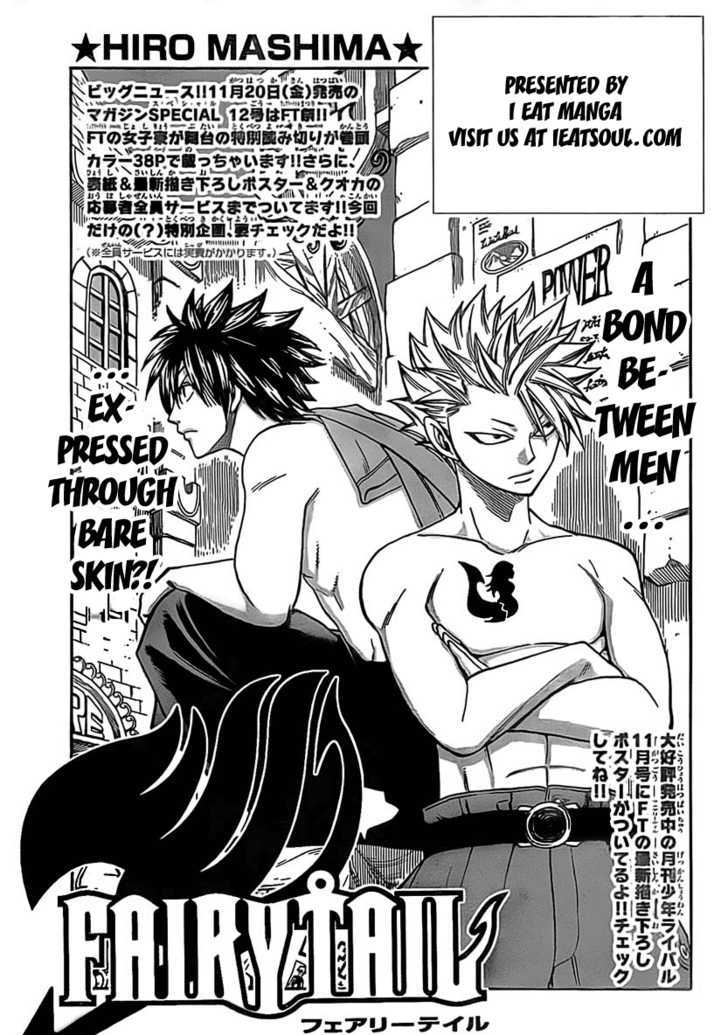 ★HIRO MASHIMA★
PRESENTED BY
I EAT MANGA
VISIT US AT IEATSOUL.COM
ビッグニュース!!11月20日(金)発売の
マガジンSPECIAL 12号はFT祭!!
FTの女子寮が舞台の特別読み切りが巻頭
カラー38Pで載っちゃいます!!さらに、
表紙&最新描き下ろしポスター&クオカの
応募者全員サービスまでついてます!!今回
だけの(?)特別企画、要チェックだよ!!
(※全員サービスには実費がかかります。)
POWER
A
BOND
BE-
TWEEN
MEN
...
...
EX-
PRESSED
THROUGH
BARE
SKIN?!
大好評発売中の月刊少年ライバル
11月号にFTの最新描き下ろし
ポスターがついてるよ!!チェック
してね!!
FAIRY TAIL
フェアリーテイル